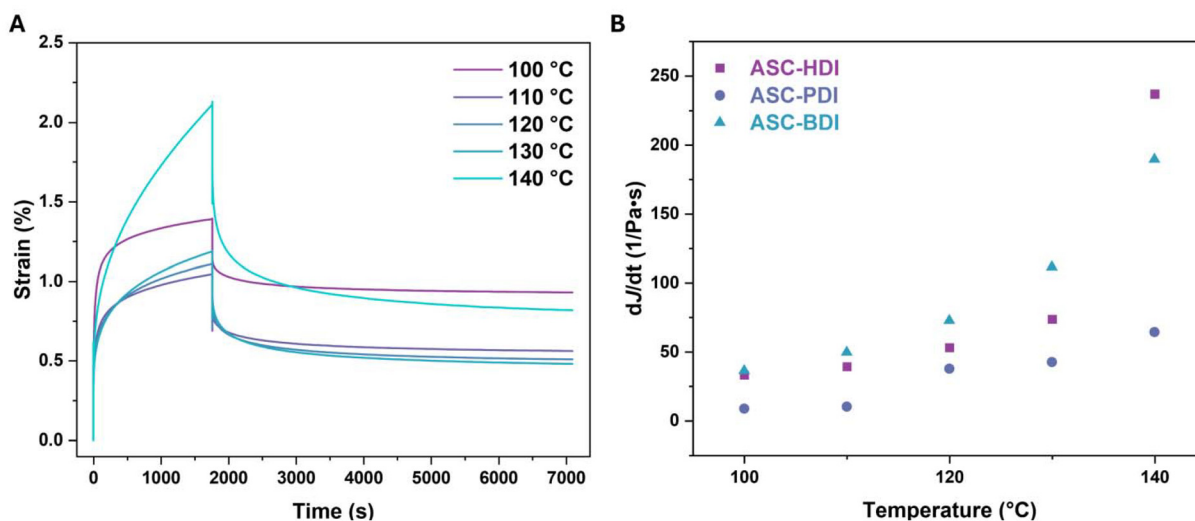 A
2.5
2.0
1.5
1.0
0.5
0.0
Strain (%)
100 °C
110 °C
120 °C
130 °C
140 °C
0 1000 2000 3000 4000 5000 6000 7000
Time (s)
B
250
200
150
100
50
0
dJ/dt (1/Pa•s)
ASC-HDI
ASC-PDI
ASC-BDI
100 120 140
Temperature (°C)